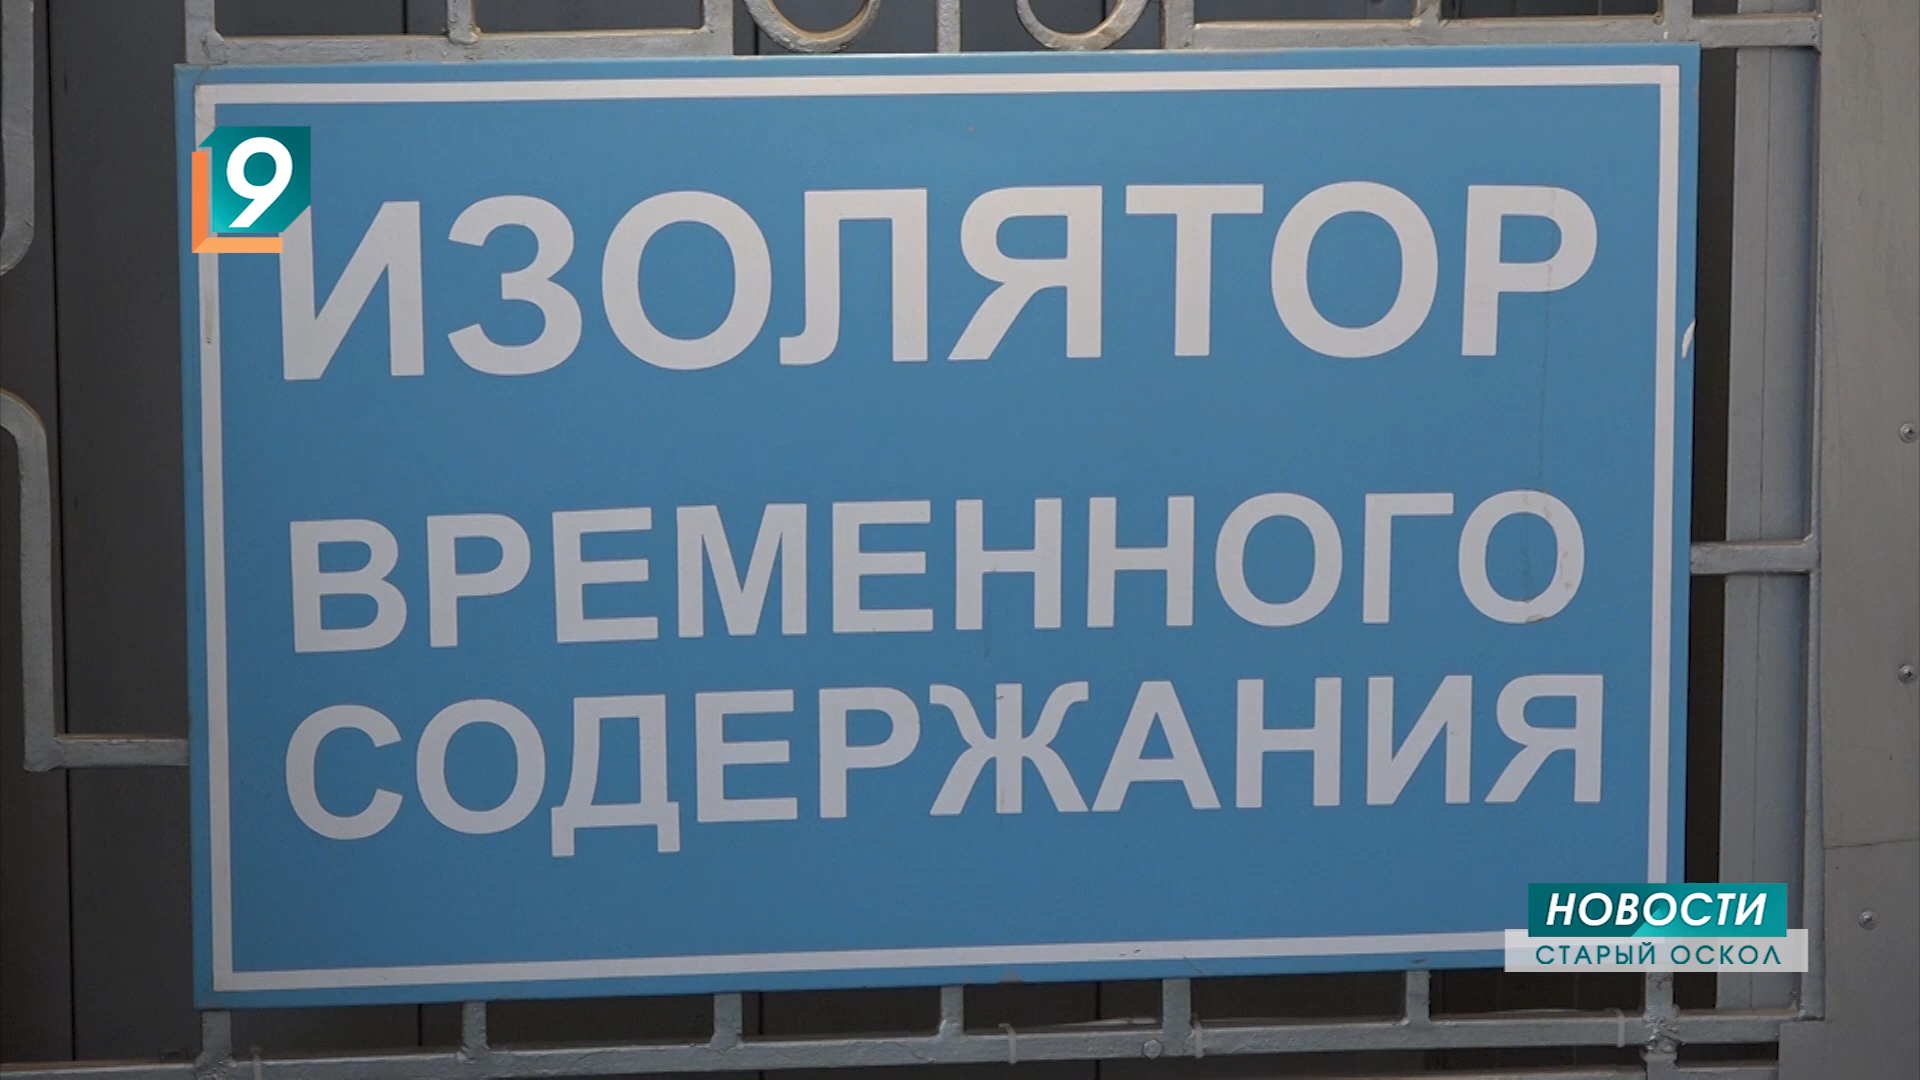 9
ИЗОЛЯТОР
ВРЕМЕННОГО
СОДЕРЖАНИЯ
НОВОСТИ
СТАРЫЙ ОСКОЛ